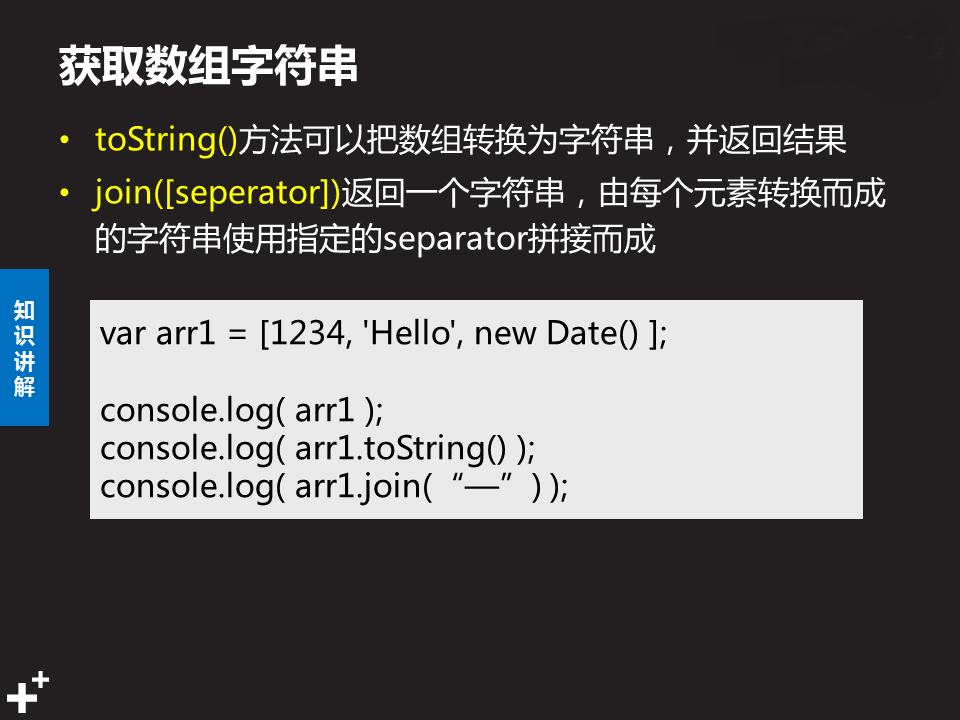 获取数组字符串
• toString()方法可以把数组转换为字符串，并返回结果
• join([seperator])返回一个字符串，由每个元素转换而成
的字符串使用指定的separator拼接而成
知
识
讲
解
var arr1 = [1234, 'Hello', new Date() ];
console.log( arr1 );
console.log( arr1.toString() );
console.log( arr1.join( “—” ) );